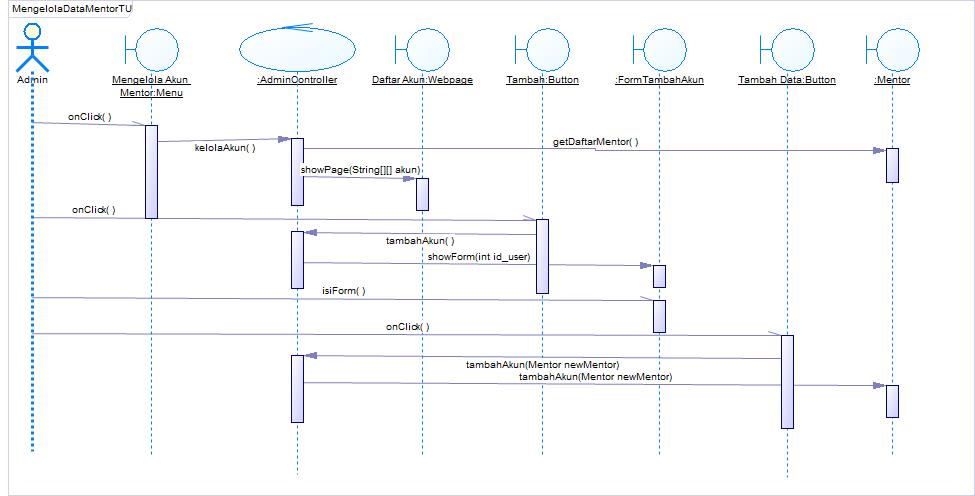 MengelolaDataMentorTU
Admin
Mengelola Akun
Mentor:Menu
:AdminController
Daftar Akun:Webpage
Tambah:Button
:FormTambahAkun
Tambah Data:Button
:Mentor
onClick( )
kelolaAkun( )
getDaftarMentor( )
showPage(String[][] akun)
onClick( )
tambahAkun( )
showForm(int id_user)
isiForm( )
onClick( )
tambahAkun(Mentor newMentor)
tambahAkun(Mentor newMentor)